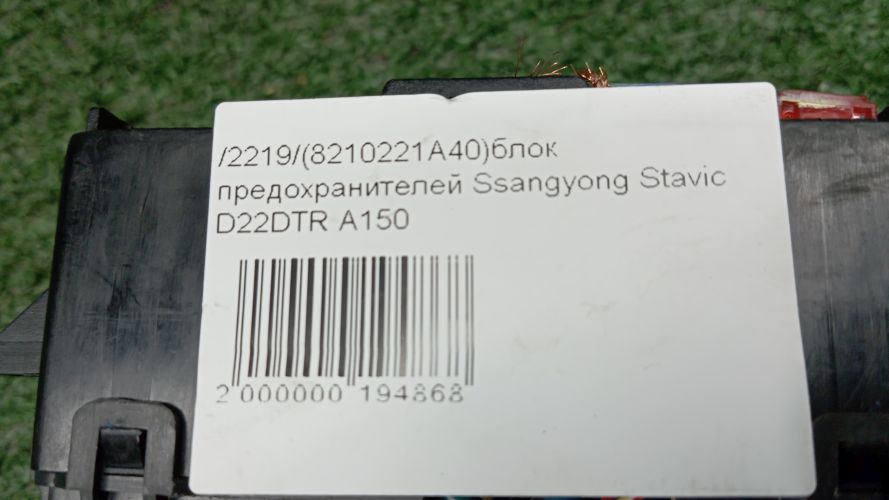 /2219/(8210221A40)блок
предохранителей Ssangyong Stavic
D22DTR A150
2 000000 194868